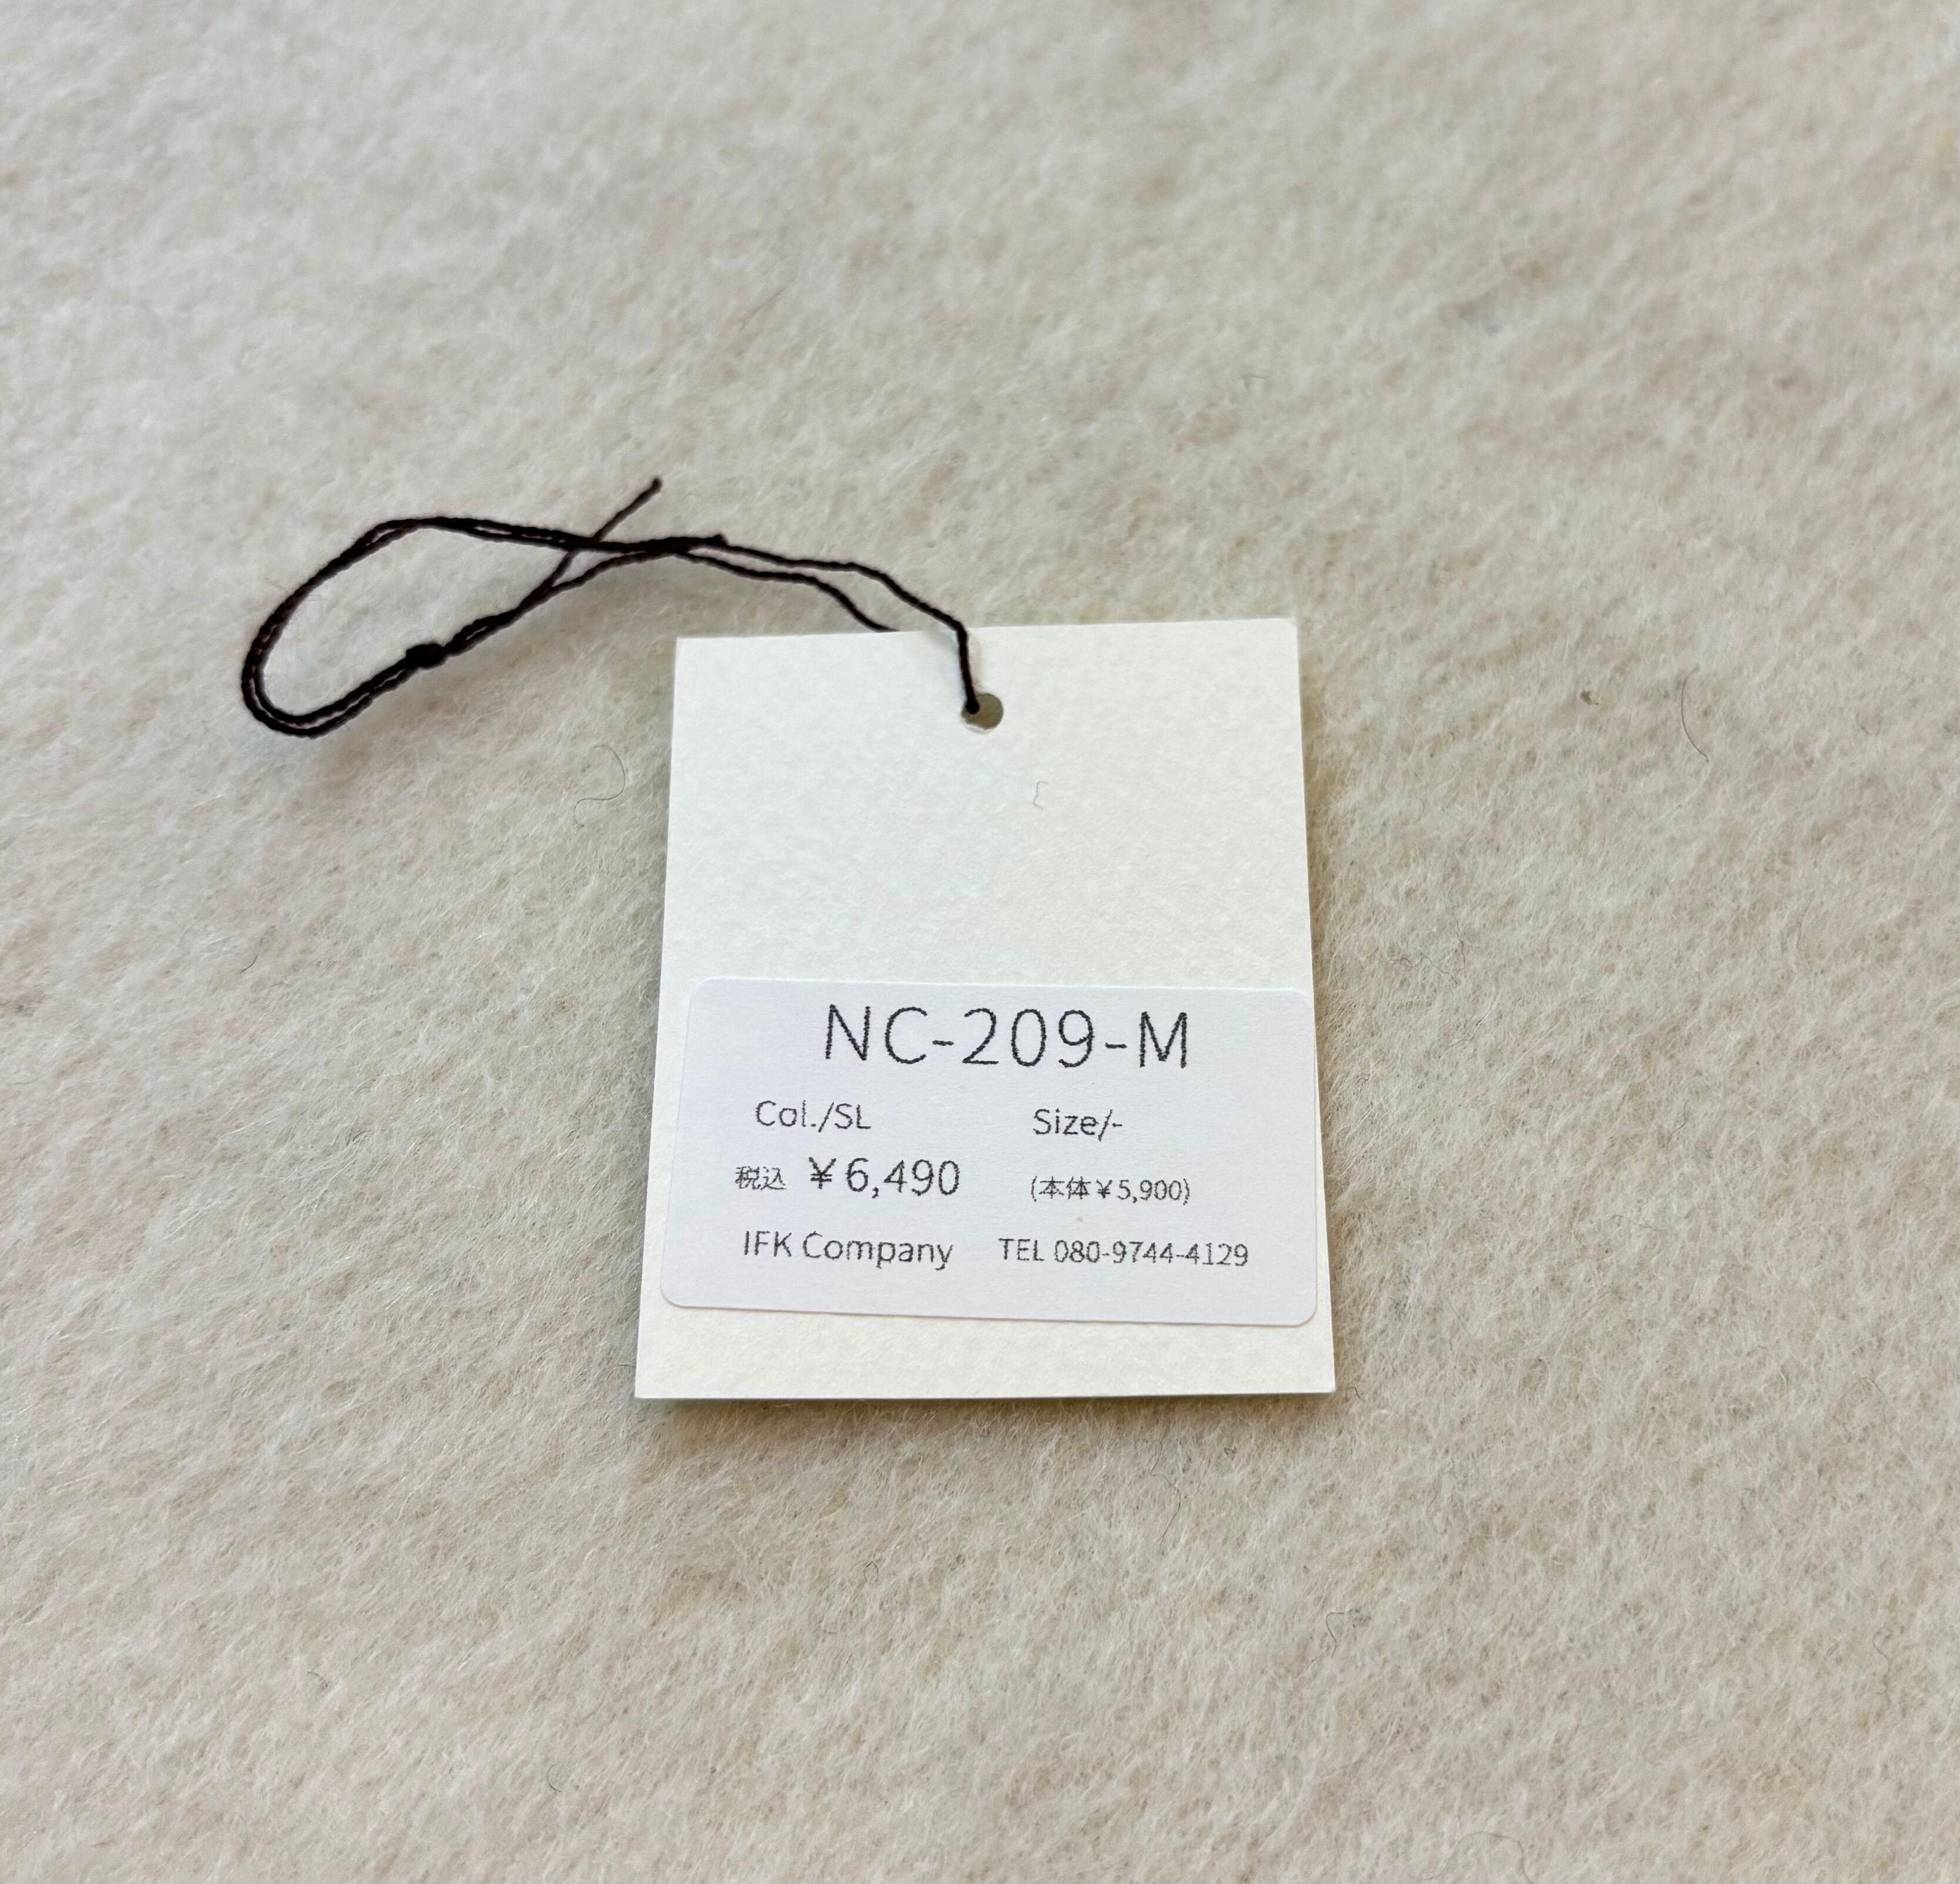 NC-209-M
Col./SL Size/-
税込 ¥6,490 (本体¥5,900)
IFK Company TEL 080-9744-4129